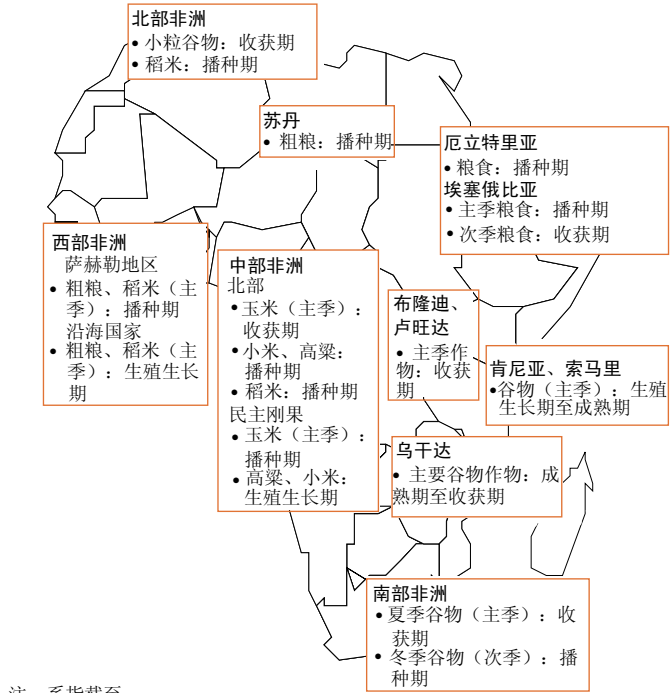 北部非洲
• 小粒谷物：收获期
• 稻米：播种期
苏丹
• 粗粮：播种期
厄立特里亚
• 粮食：播种期
埃塞俄比亚
• 主季粮食：播种期
• 次季粮食：收获期
西部非洲
萨赫勒地区
• 粗粮、稻米（主
季）：播种期
沿海国家
• 粗粮、稻米（主
季）：生殖生长
期
中部非洲
北部
• 玉米（主季）：
收获期
• 小米、高粱：
播种期
• 稻米：播种期
民主刚果
• 玉米（主季）：
播种期
• 高粱、小米：
生殖生长期
布隆迪、
卢旺达
• 主季作
物：收获
期
肯尼亚、索马里
• 谷物（主季）：生殖
生长期至成熟期
乌干达
• 主要谷物作物：成
熟期至收获期
南部非洲
• 夏季谷物（主季）：收
获期
• 冬季谷物（次季）：播
种期